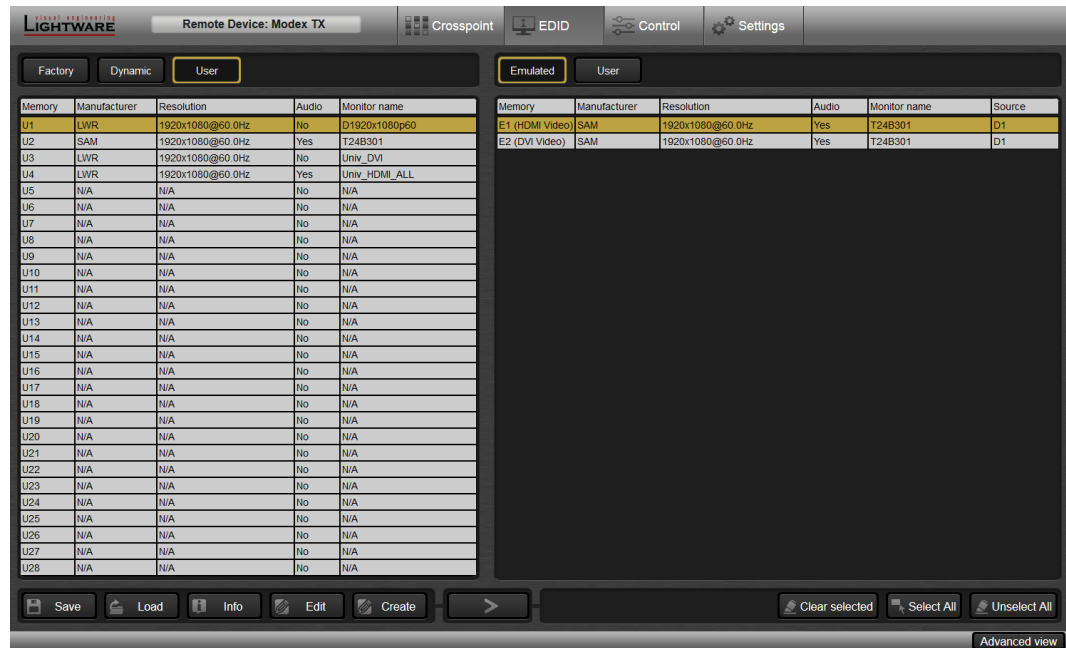 visual engineering
LIGHTWARE Remote Device: Modex TX Crosspoint EDID Control Settings
Factory Dynamic User Emulated User
Memory Manufacturer Resolution Audio Monitor name
U1 LWR 1920x1080@60.0Hz No D1920x1080p60
U2 SAM 1920x1080@60.0Hz Yes T24B301
U3 LWR 1920x1080@60.0Hz No Univ_DVI
U4 LWR 1920x1080@60.0Hz Yes Univ_HDMI_ALL
U5 N/A N/A No N/A
U6 N/A N/A No N/A
U7 N/A N/A No N/A
U8 N/A N/A No N/A
U9 N/A N/A No N/A
U10 N/A N/A No N/A
U11 N/A N/A No N/A
U12 N/A N/A No N/A
U13 N/A N/A No N/A
U14 N/A N/A No N/A
U15 N/A N/A No N/A
U16 N/A N/A No N/A
U17 N/A N/A No N/A
U18 N/A N/A No N/A
U19 N/A N/A No N/A
U20 N/A N/A No N/A
U21 N/A N/A No N/A
U22 N/A N/A No N/A
U23 N/A N/A No N/A
U24 N/A N/A No N/A
U25 N/A N/A No N/A
U26 N/A N/A No N/A
U27 N/A N/A No N/A
U28 N/A N/A No N/A
Memory Manufacturer Resolution Audio Monitor name Source
E1 (HDMI Video) SAM 1920x1080@60.0Hz Yes T24B301 D1
E2 (DVI Video) SAM 1920x1080@60.0Hz Yes T24B301 D1
Save Load Info Edit Create > Clear selected Select All Unselect All
Advanced view